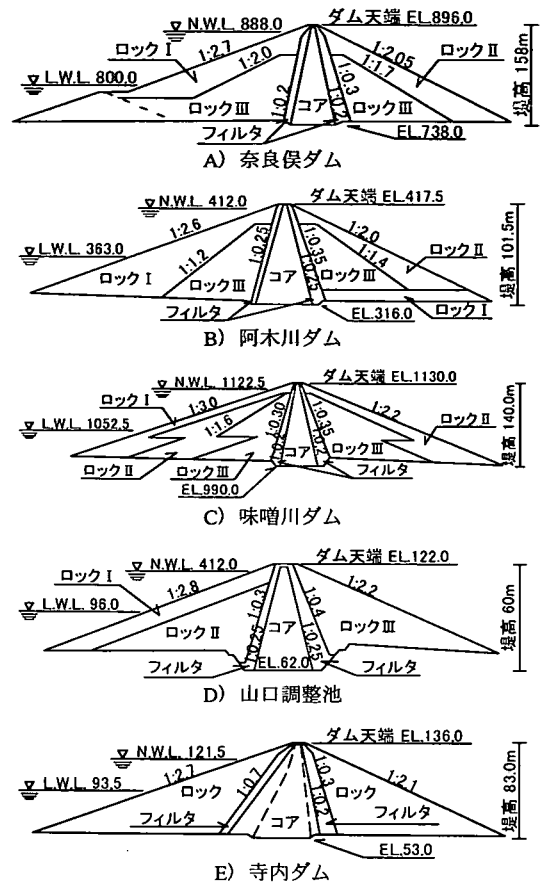 N.W.L. 888.0
ダム天端 EL.896.0
ロックⅠ
1:2.7
1:2.0
1:2.05
ロックⅡ
1:1.7
L.W.L. 800.0
1:0.2
1:0.3
1:0.2
ロックⅢ
コア
ロックⅢ
フィルタ
EL.738.0
堤高 158m
A) 奈良俣ダム
N.W.L. 412.0
ダム天端 EL.417.5
1:2.6
1:0.25
1:0.35
1:2.0
ロックⅡ
L.W.L. 363.0
1:1.2
1:1.4
ロックⅠ
ロックⅢ
コア
1:0.25
ロックⅢ
ロックⅠ
フィルタ
EL.316.0
堤高 101.5m
B) 阿木川ダム
ロックⅠ
N.W.L. 1122.5
ダム天端 EL.1130.0
1:3.0
1:1.6
1:0.30
1:0.35
1:2.2
L.W.L. 1052.5
1:0.2
1:0.2
コア
ロックⅢ
ロックⅡ
ロックⅡ
ロックⅢ
フィルタ
EL.990.0
堤高 140.0m
C) 味噌川ダム
ロックⅠ
N.W.L. 412.0
ダム天端 EL.122.0
1:2.8
1:0.3
1:0.4
1:2.2
L.W.L. 96.0
ロックⅡ
1:0.25
コア
1:0.25
ロックⅢ
フィルタ
EL.62.0
フィルタ
堤高 60m
D) 山口調整池
N.W.L. 121.5
ダム天端 EL.136.0
L.W.L. 93.5
1:2.7
ロック
1:0.7
1:0.3
1:0.2
ロック
1:2.1
フィルタ
コア
フィルタ
EL.53.0
堤高 83.0m
E) 寺内ダム